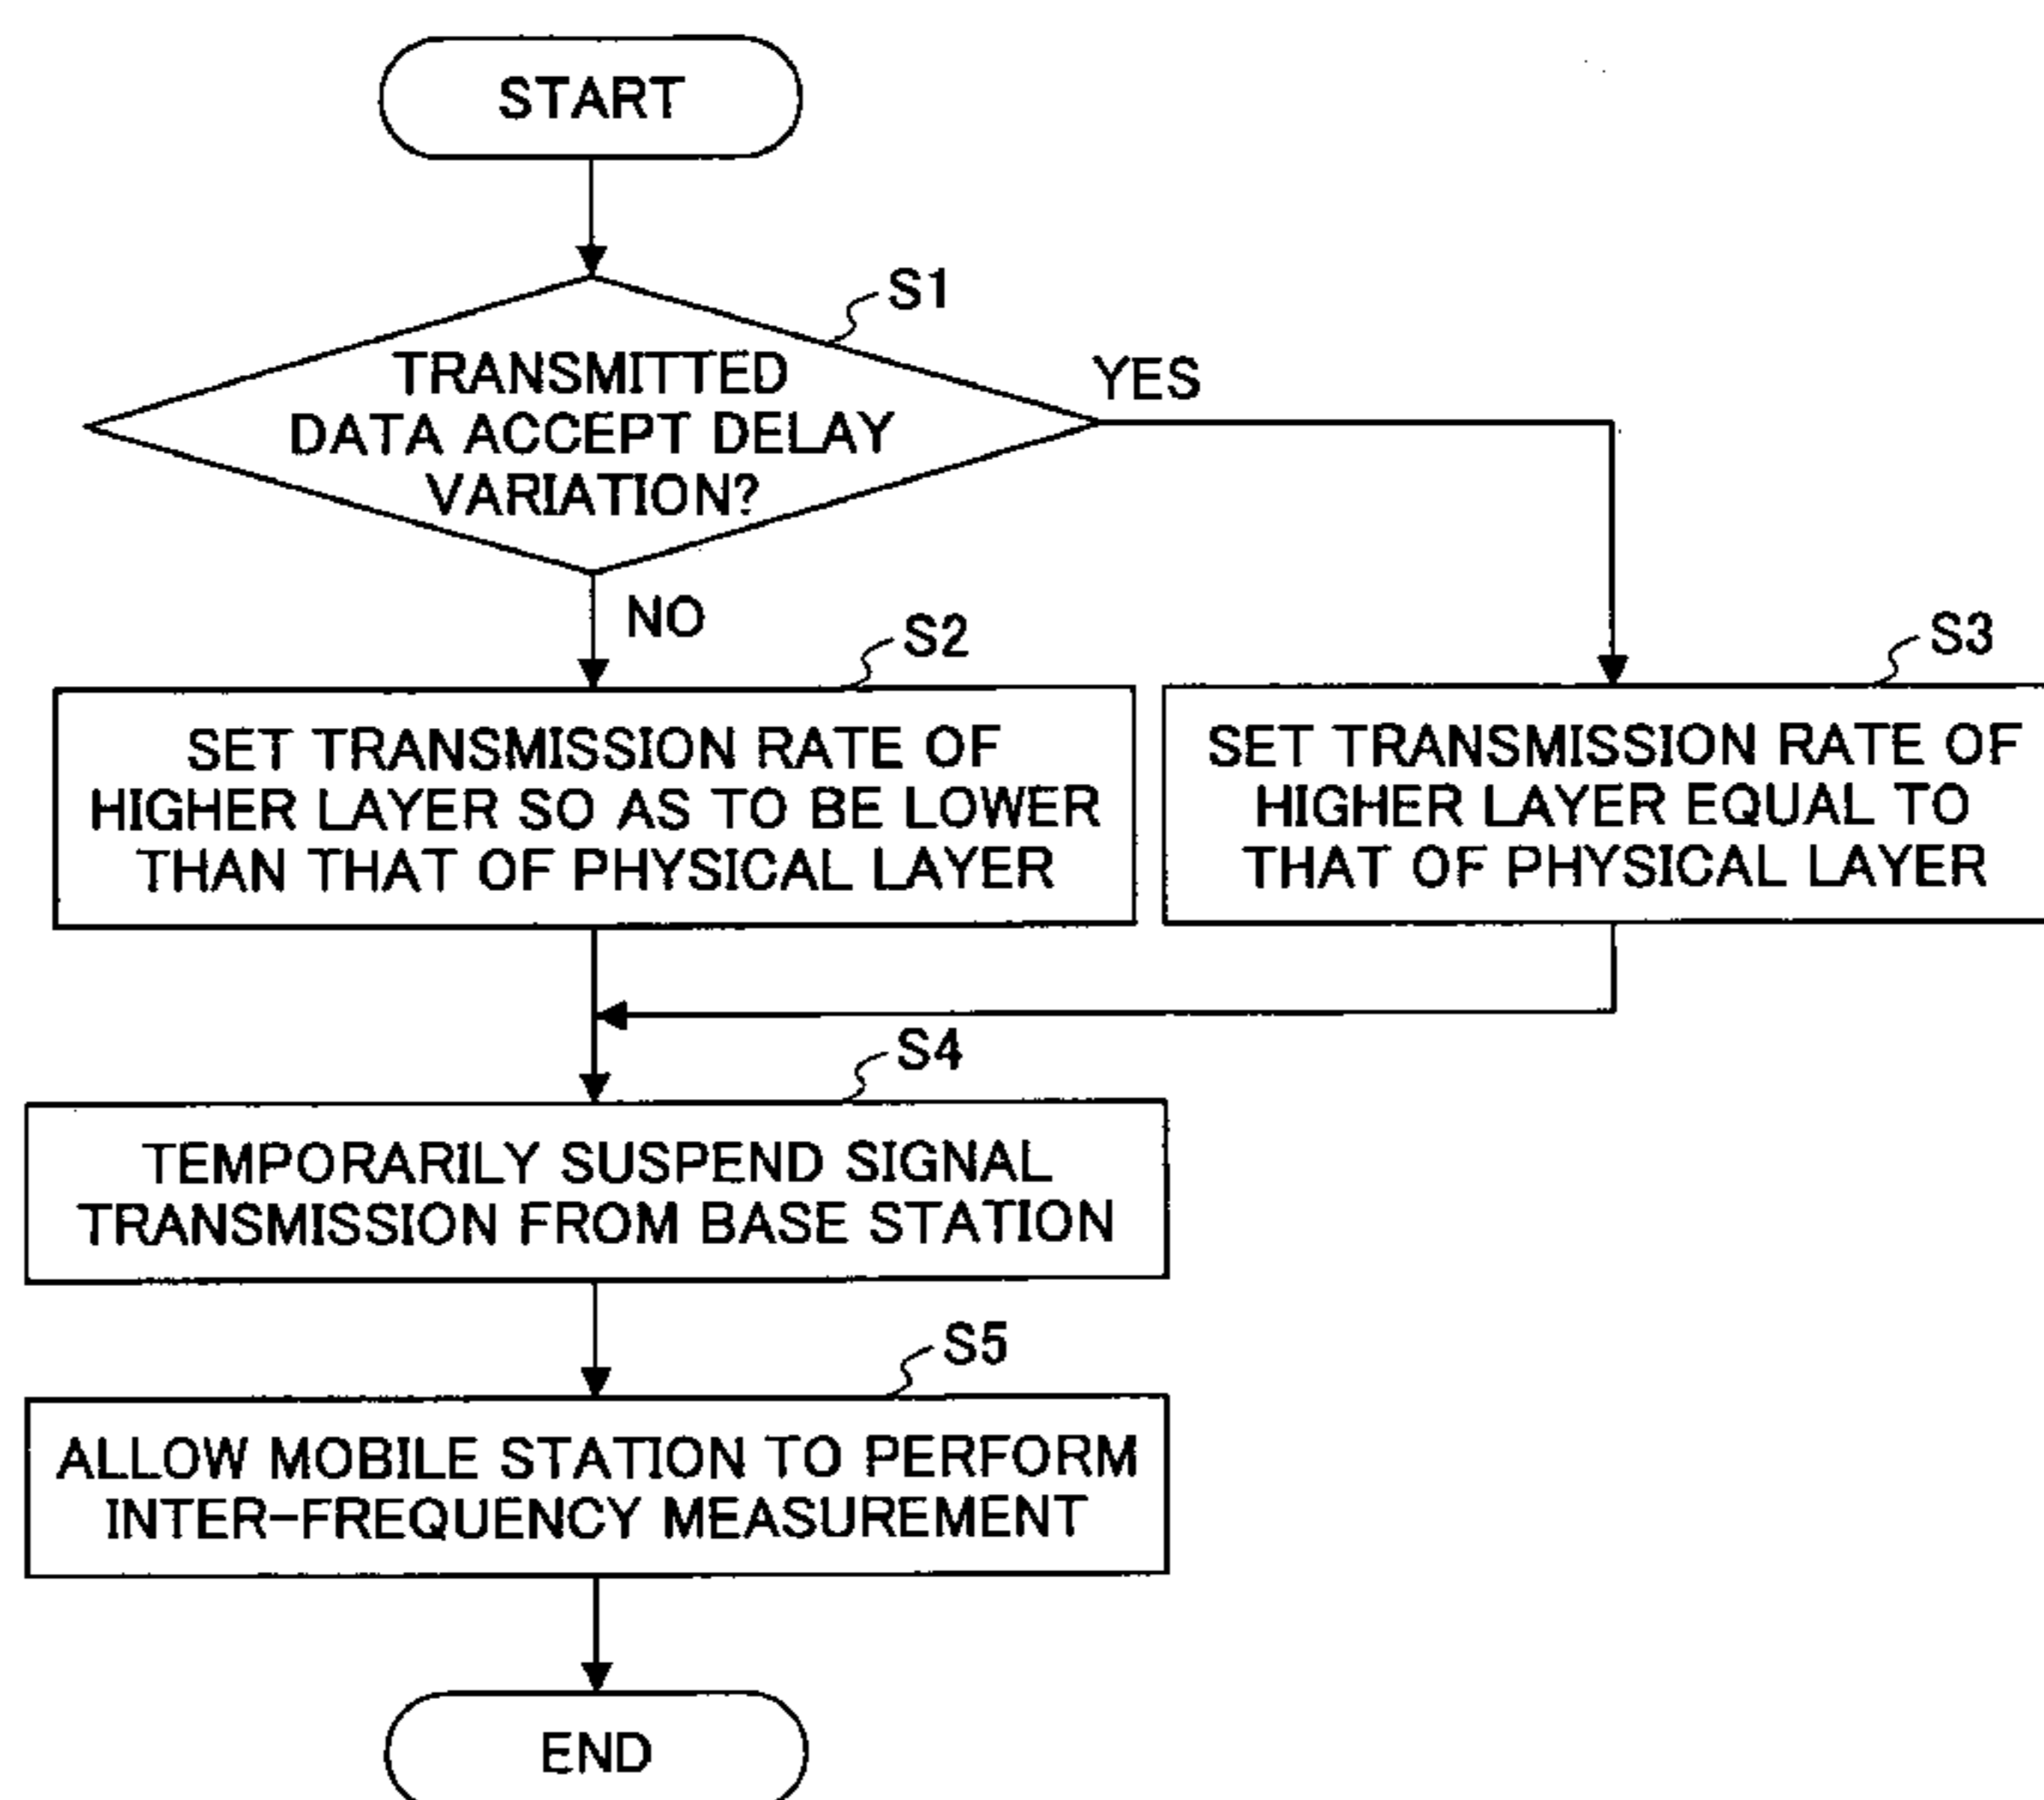 START
S1
TRANSMITTED
DATA ACCEPT DELAY
VARIATION?
YES
NO
S2
SET TRANSMISSION RATE OF
HIGHER LAYER SO AS TO BE LOWER
THAN THAT OF PHYSICAL LAYER
S3
SET TRANSMISSION RATE OF
HIGHER LAYER EQUAL TO
THAT OF PHYSICAL LAYER
S4
TEMPORARILY SUSPEND SIGNAL
TRANSMISSION FROM BASE STATION
S5
ALLOW MOBILE STATION TO PERFORM
INTER-FREQUENCY MEASUREMENT
END